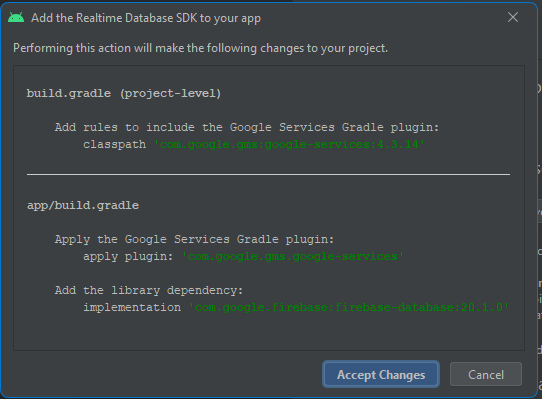 Add the Realtime Database SDK to your app
Performing this action will make the following changes to your project.
build.gradle (project-level)
Add rules to include the Google Services Gradle plugin:
classpath 'com.google.gms:google-services:4.3.14'
app/build.gradle
Apply the Google Services Gradle plugin:
apply plugin: 'com.google.gms.google-services'
Add the library dependency:
implementation 'com.google.firebase:firebase-database:20.1.0'
Accept Changes
Cancel